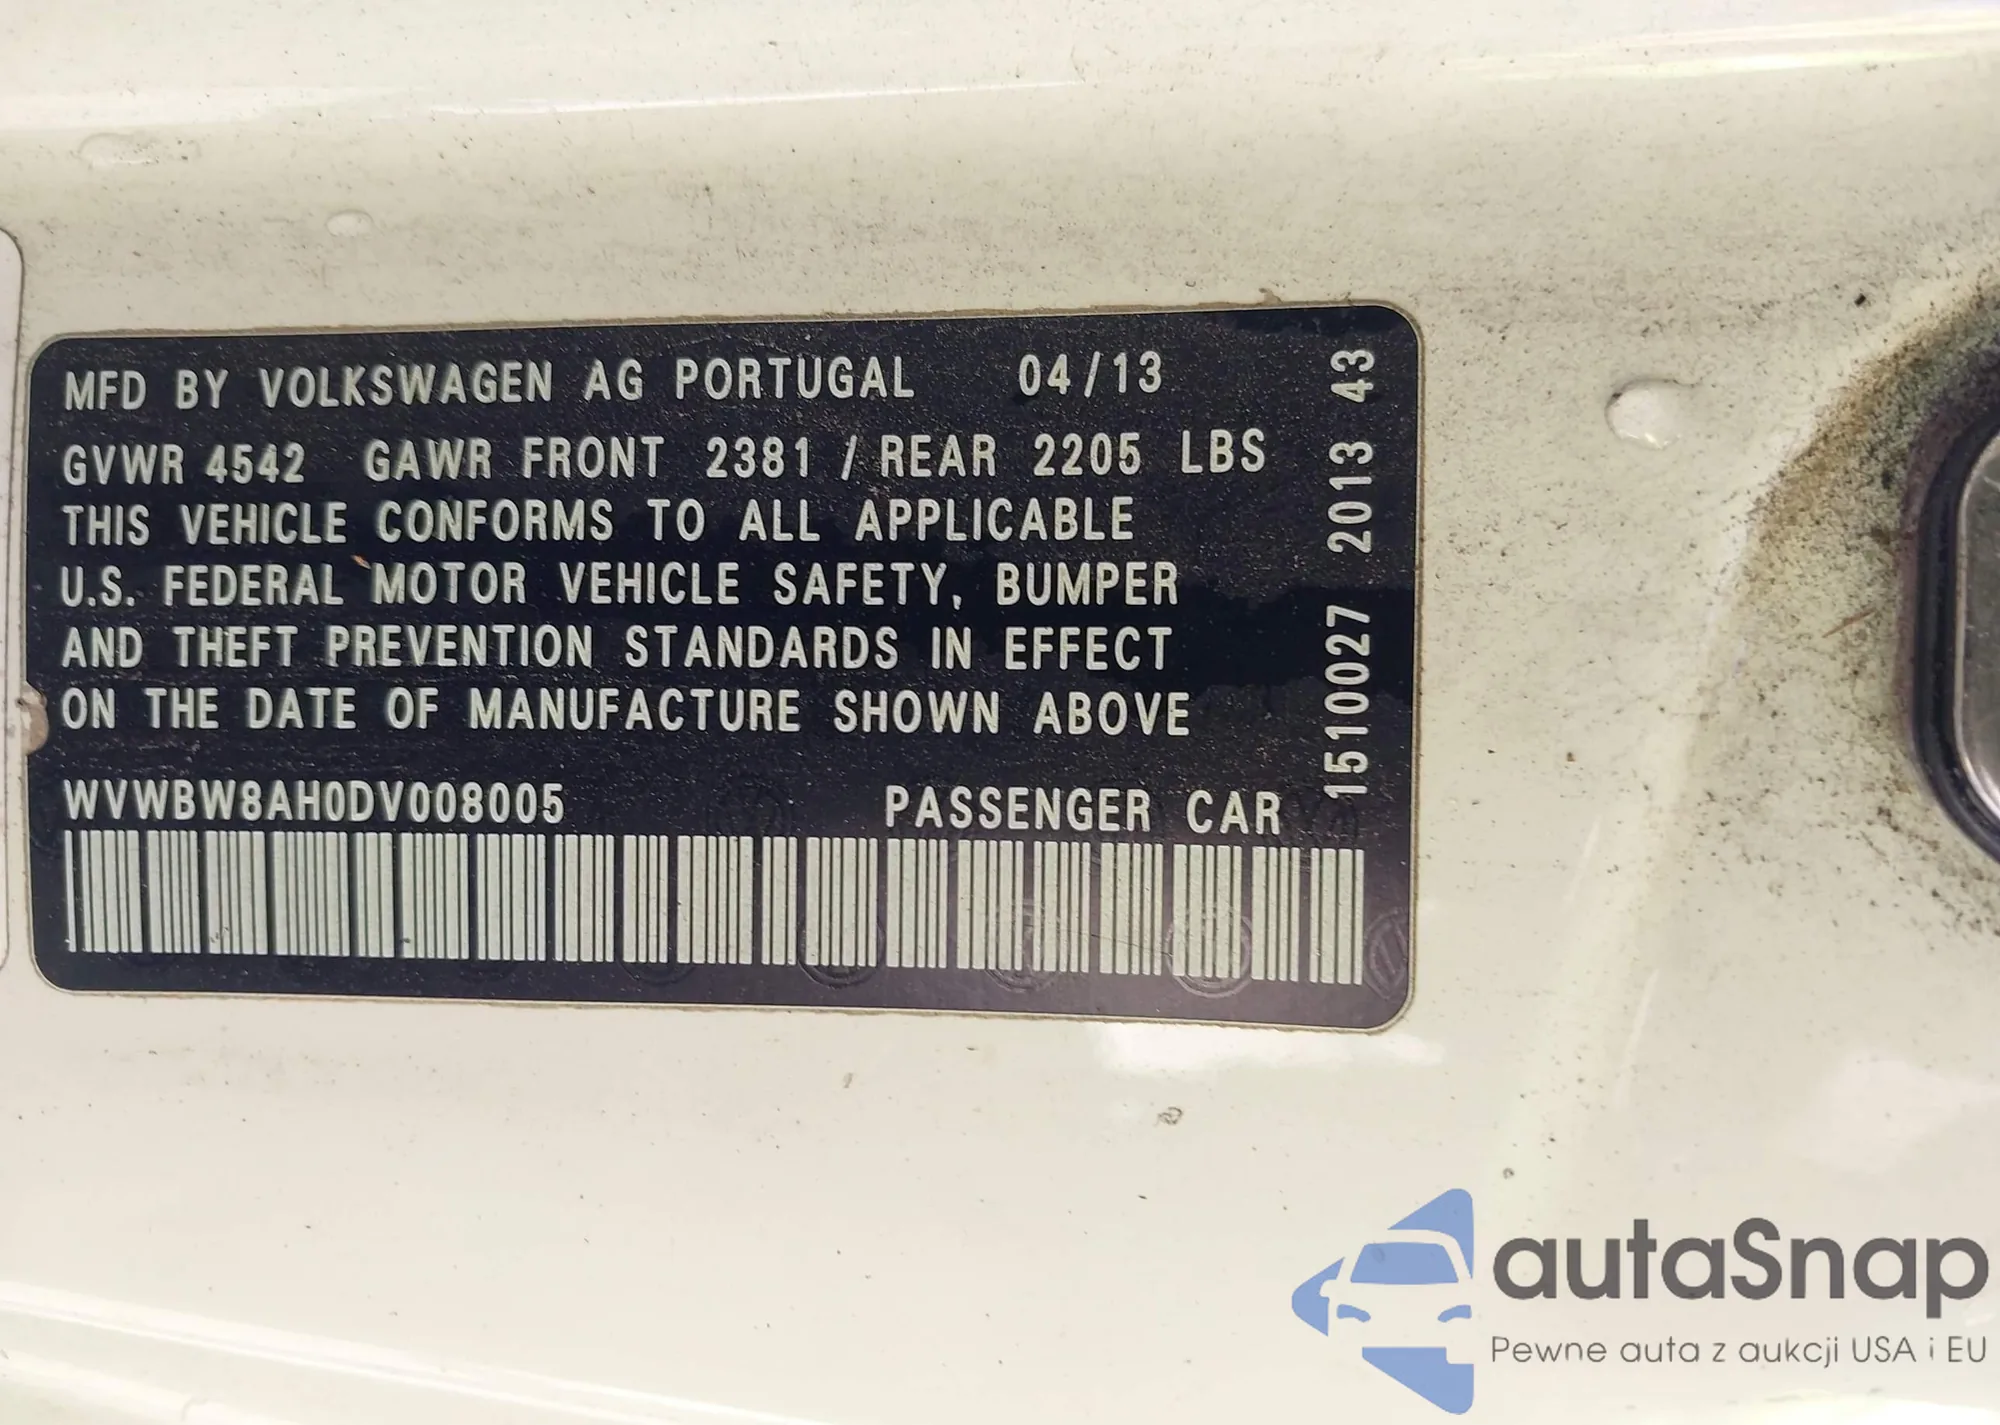 MFD BY VOLKSWAGEN AG PORTUGAL 04/13
GVWR 4542 GAWR FRONT 2381 / REAR 2205 LBS
THIS VEHICLE CONFORMS TO ALL APPLICABLE
U.S. FEDERAL MOTOR VEHICLE SAFETY, BUMPER
AND THEFT PREVENTION STANDARDS IN EFFECT
ON THE DATE OF MANUFACTURE SHOWN ABOVE
WVWBW8AH0DV008005 PASSENGER CAR
1510027 2013 43
autaSnap
Pewne auta z aukcji USA i EU